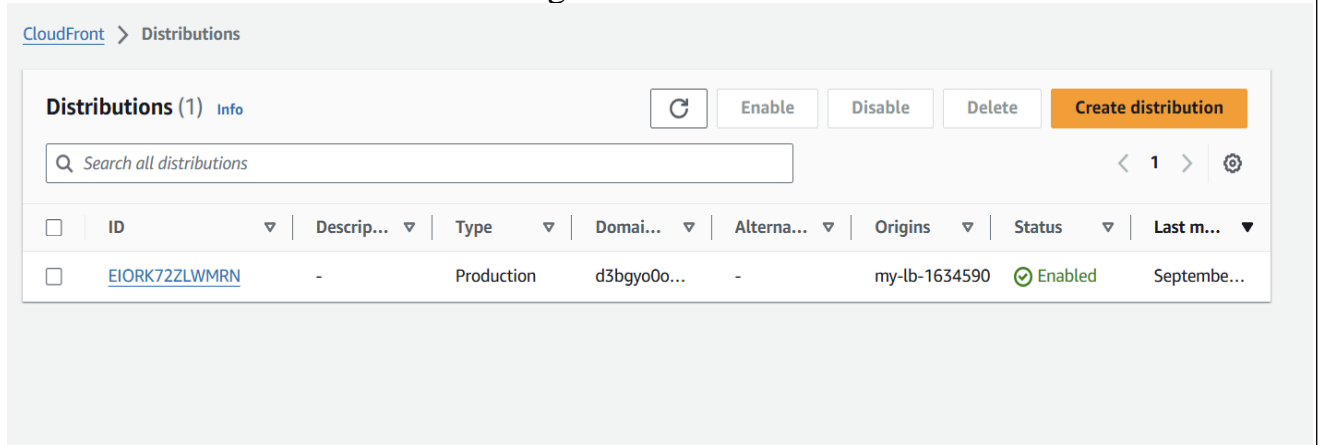 CloudFront > Distributions
Distributions (1) Info Enable Disable Delete Create distribution
Search all distributions 1
ID Descrip... Type Domai... Alterna... Origins Status Last m...
EIORK72ZLWMRN - Production d3bgyo0o... - my-lb-1634590 Enabled Septembe...